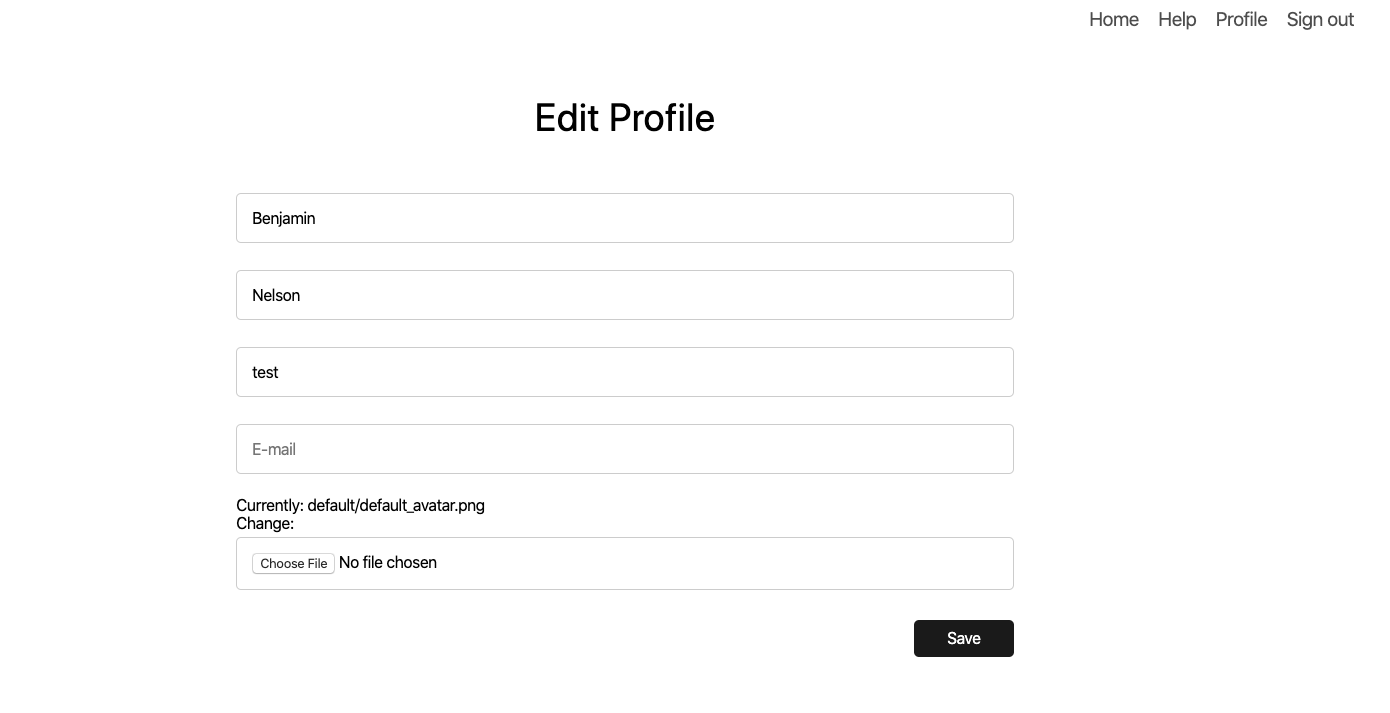 Home Help Profile Sign out
Edit Profile
Benjamin
Nelson
test
E-mail
Currently: default/default_avatar.png
Change:
Choose File No file chosen
Save